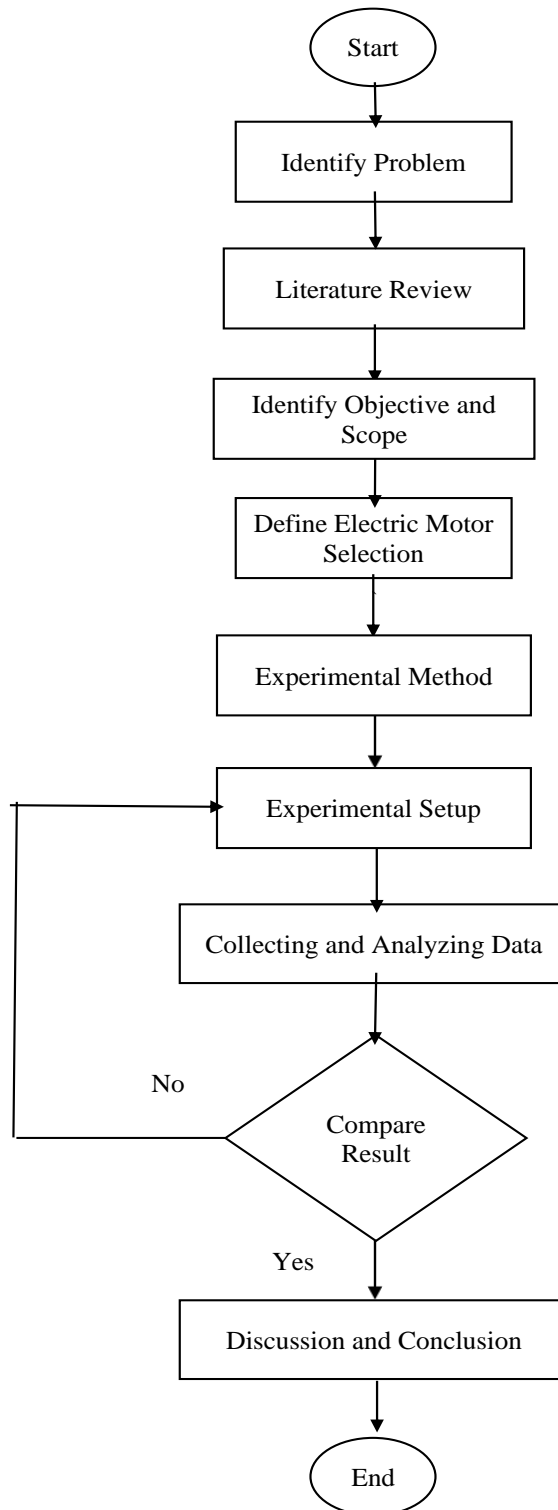 Start
Identify Problem
Literature Review
Identify Objective and
Scope
Define Electric Motor
Selection
Experimental Method
Experimental Setup
Collecting and Analyzing Data
No
Compare
Result
Yes
Discussion and Conclusion
End